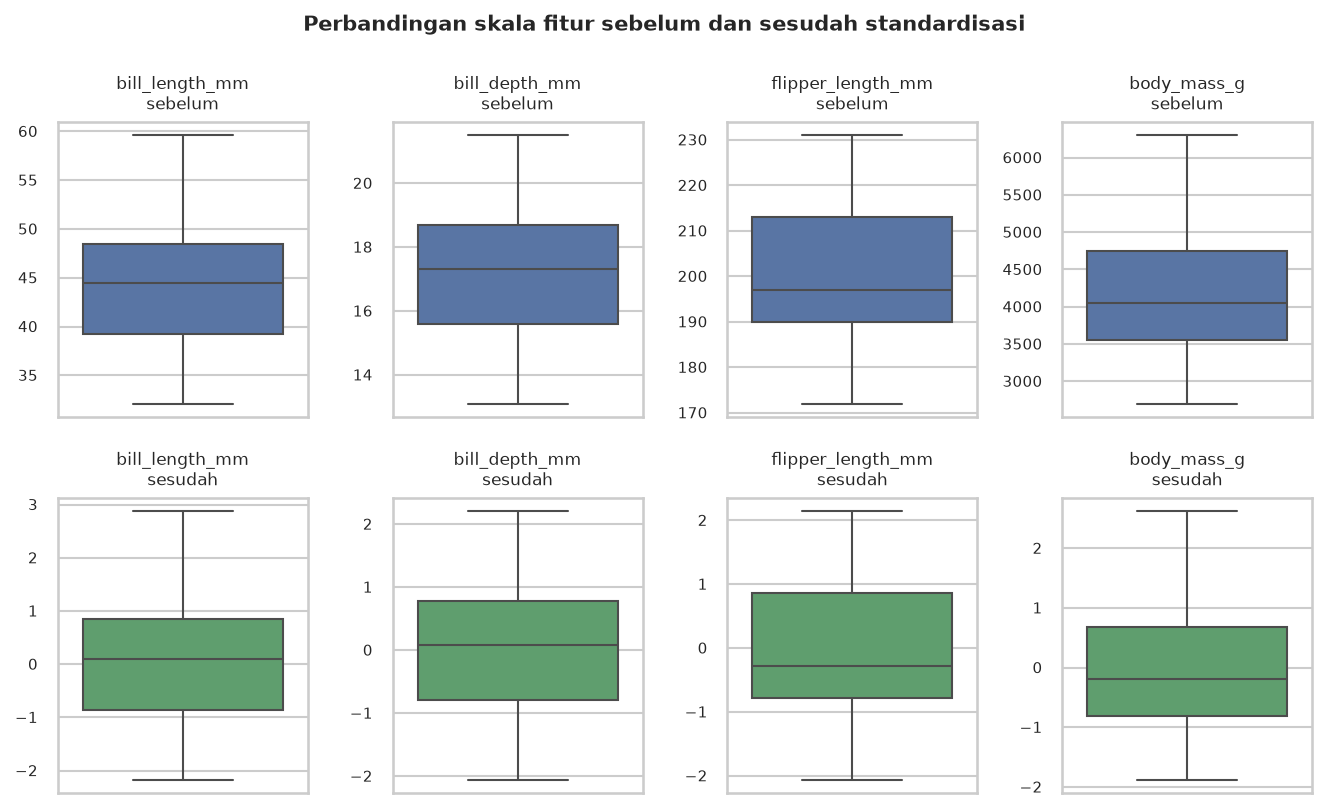 Perbandingan skala fitur sebelum dan sesudah standardisasi
bill_length_mm
sebelum
60
55
50
45
40
35
bill_depth_mm
sebelum
20
18
16
14
flipper_length_mm
sebelum
230
220
210
200
190
180
170
body_mass_g
sebelum
6000
5500
5000
4500
4000
3500
3000
bill_length_mm
sesudah
3
2
1
0
−1
−2
bill_depth_mm
sesudah
2
1
0
−1
−2
flipper_length_mm
sesudah
2
1
0
−1
−2
body_mass_g
sesudah
2
1
0
−1
−2